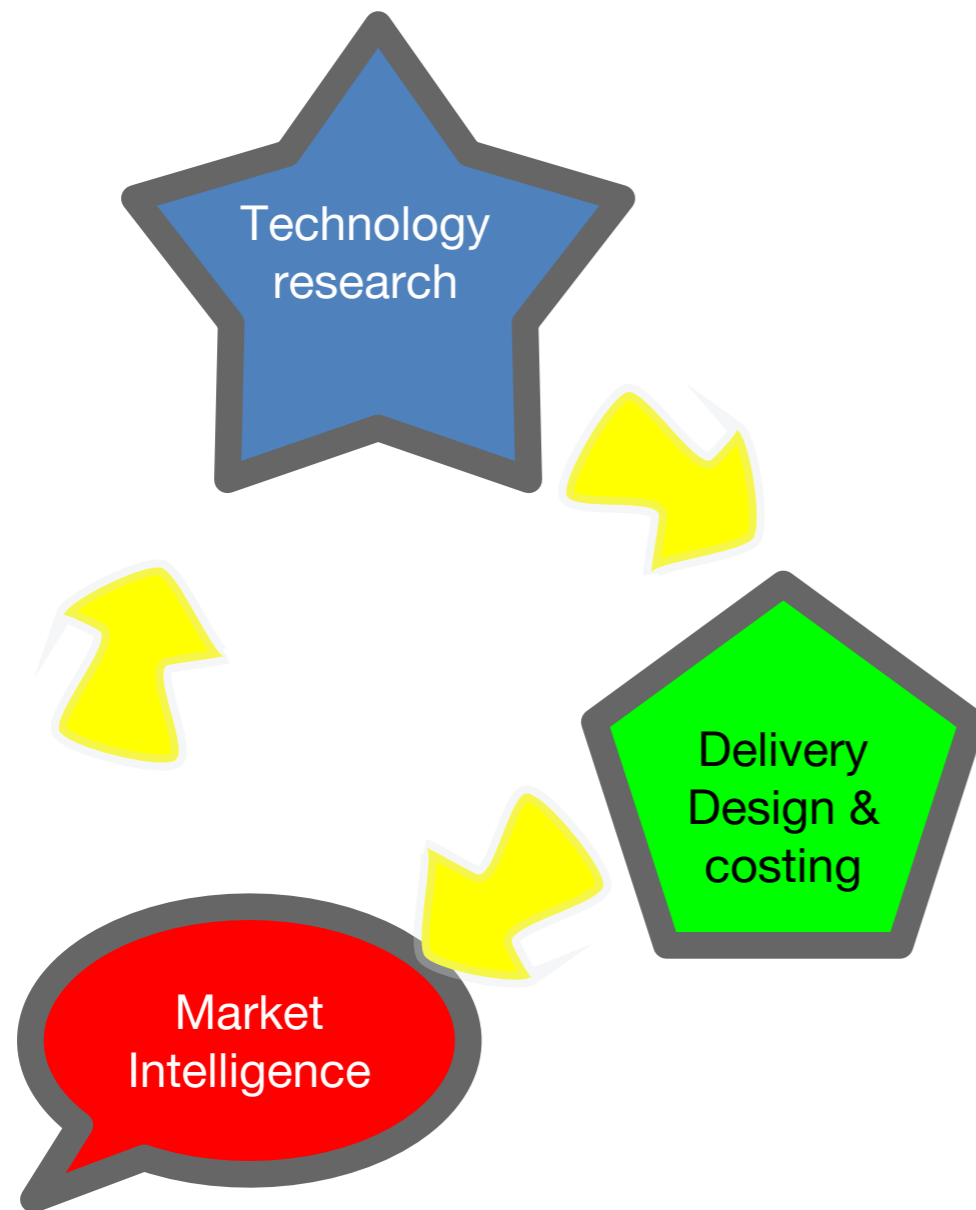 Technology
research
Delivery
Design &
costing
Market
Intelligence